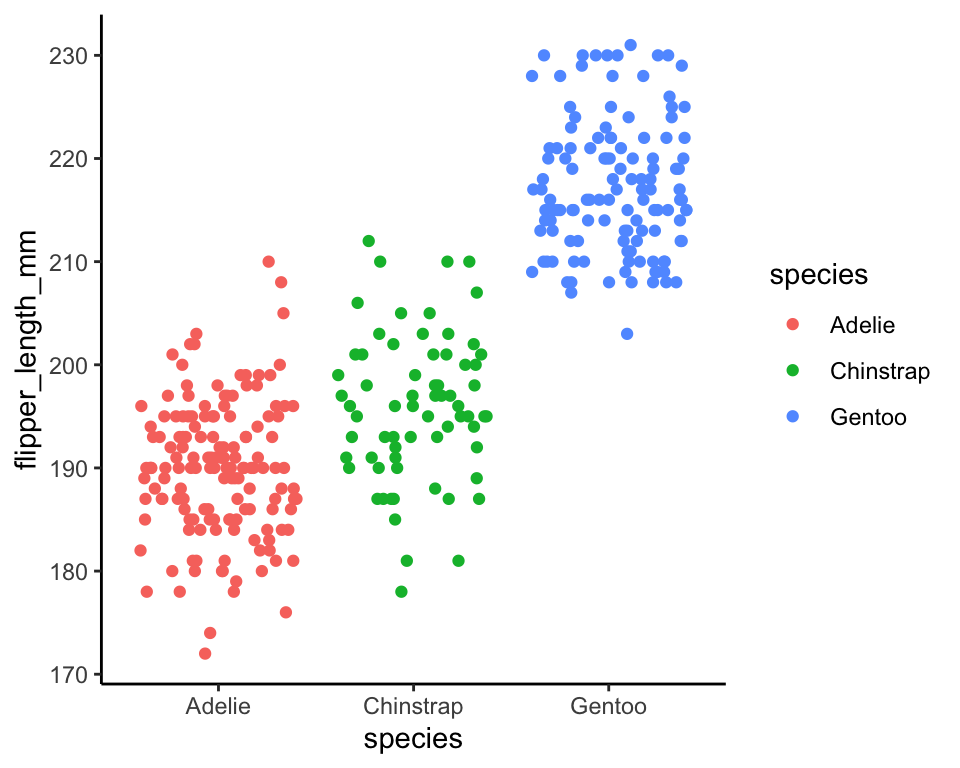 flipper_length_mm
230
220
210
200
190
180
170
Adelie
Chinstrap
Gentoo
species
species
Adelie
Chinstrap
Gentoo